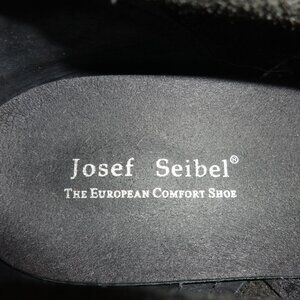 Josef Seibel®
THE EUROPEAN COMFORT SHOE